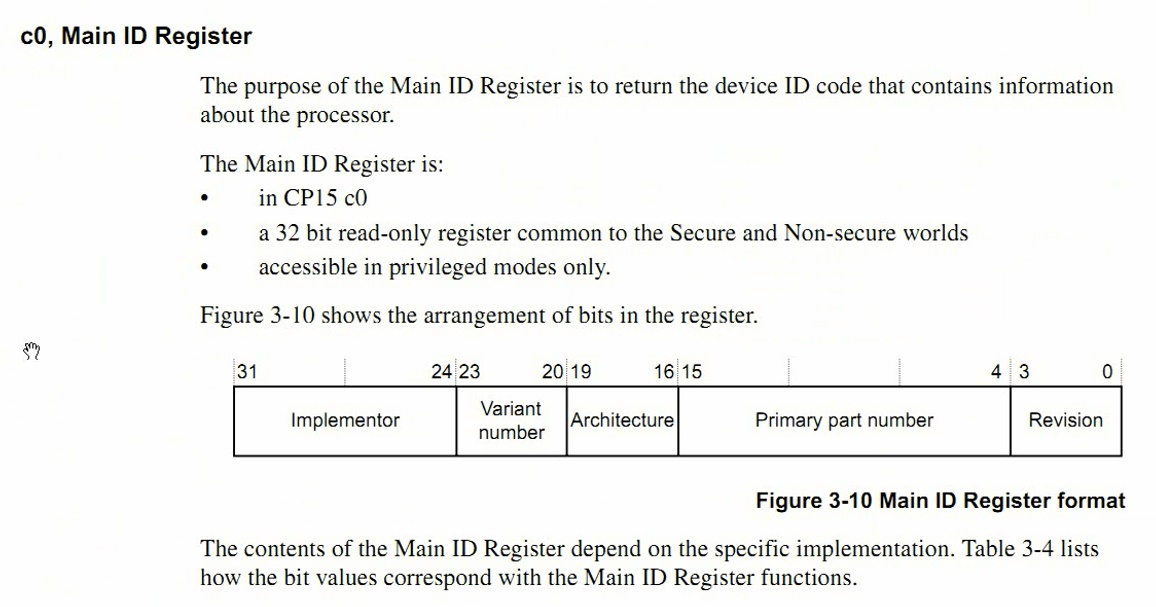 c0, Main ID Register
The purpose of the Main ID Register is to return the device ID code that contains information
about the processor.
The Main ID Register is:
• in CP15 c0
• a 32 bit read-only register common to the Secure and Non-secure worlds
• accessible in privileged modes only.
Figure 3-10 shows the arrangement of bits in the register.
31 24 23 20 19 16 15 4 3 0
Implementor Variant number Architecture Primary part number Revision
Figure 3-10 Main ID Register format
The contents of the Main ID Register depend on the specific implementation. Table 3-4 lists
how the bit values correspond with the Main ID Register functions.